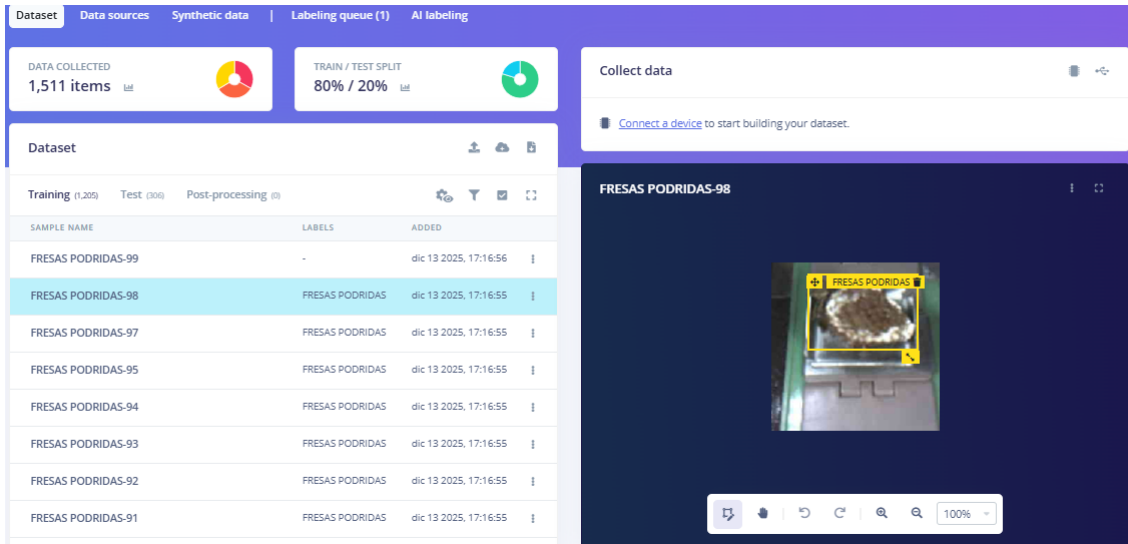 Dataset Data sources Synthetic data | Labeling queue (1) AI labeling
DATA COLLECTED
1,511 items
TRAIN / TEST SPLIT
80% / 20%
Collect data
Connect a device to start building your dataset.
Dataset
Training (1,205) Test (306) Post-processing (0)
SAMPLE NAME LABELS ADDED
FRESAS PODRIDAS-99 - dic 13 2025, 17:16:56
FRESAS PODRIDAS-98 FRESAS PODRIDAS dic 13 2025, 17:16:55
FRESAS PODRIDAS-97 FRESAS PODRIDAS dic 13 2025, 17:16:55
FRESAS PODRIDAS-95 FRESAS PODRIDAS dic 13 2025, 17:16:55
FRESAS PODRIDAS-94 FRESAS PODRIDAS dic 13 2025, 17:16:55
FRESAS PODRIDAS-93 FRESAS PODRIDAS dic 13 2025, 17:16:55
FRESAS PODRIDAS-92 FRESAS PODRIDAS dic 13 2025, 17:16:55
FRESAS PODRIDAS-91 FRESAS PODRIDAS dic 13 2025, 17:16:55
FRESAS PODRIDAS-98
FRESAS PODRIDAS
100%